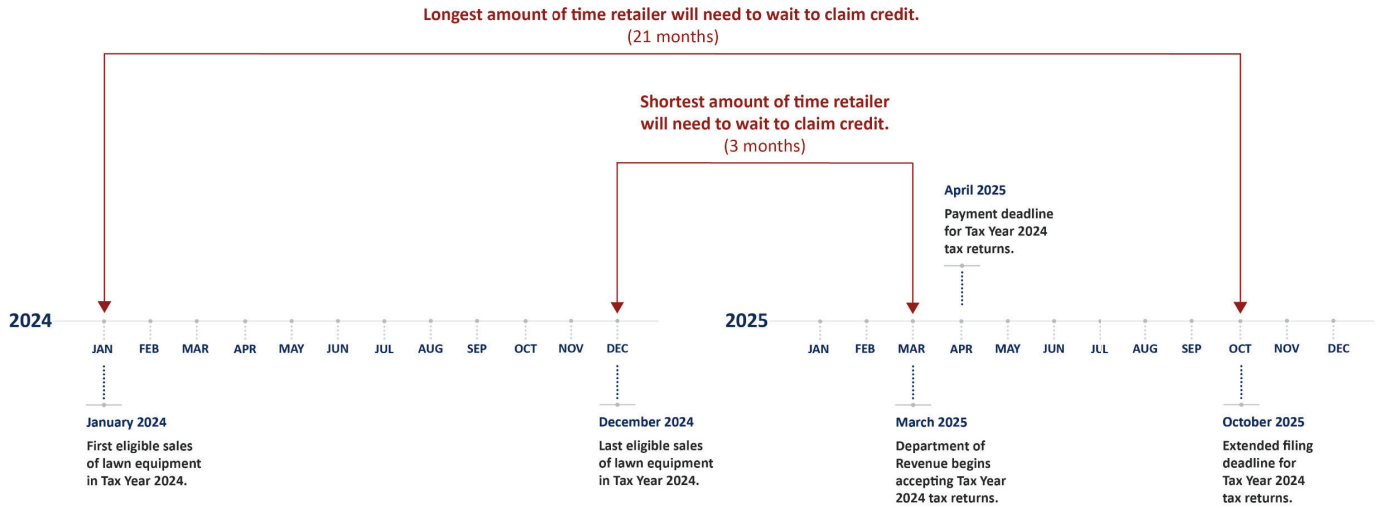 Longest amount of time retailer will need to wait to claim credit.
(21 months)
Shortest amount of time retailer
will need to wait to claim credit.
(3 months)
April 2025
Payment deadline
for Tax Year 2024
tax returns.
2024
JAN FEB MAR APR MAY JUN JUL AUG SEP OCT NOV DEC
2025
JAN FEB MAR APR MAY JUN JUL AUG SEP OCT NOV DEC
January 2024
First eligible sales
of lawn equipment
in Tax Year 2024.
December 2024
Last eligible sales
of lawn equipment
in Tax Year 2024.
March 2025
Department of
Revenue begins
accepting Tax Year
2024 tax returns.
October 2025
Extended filing
deadline for
Tax Year 2024
tax returns.